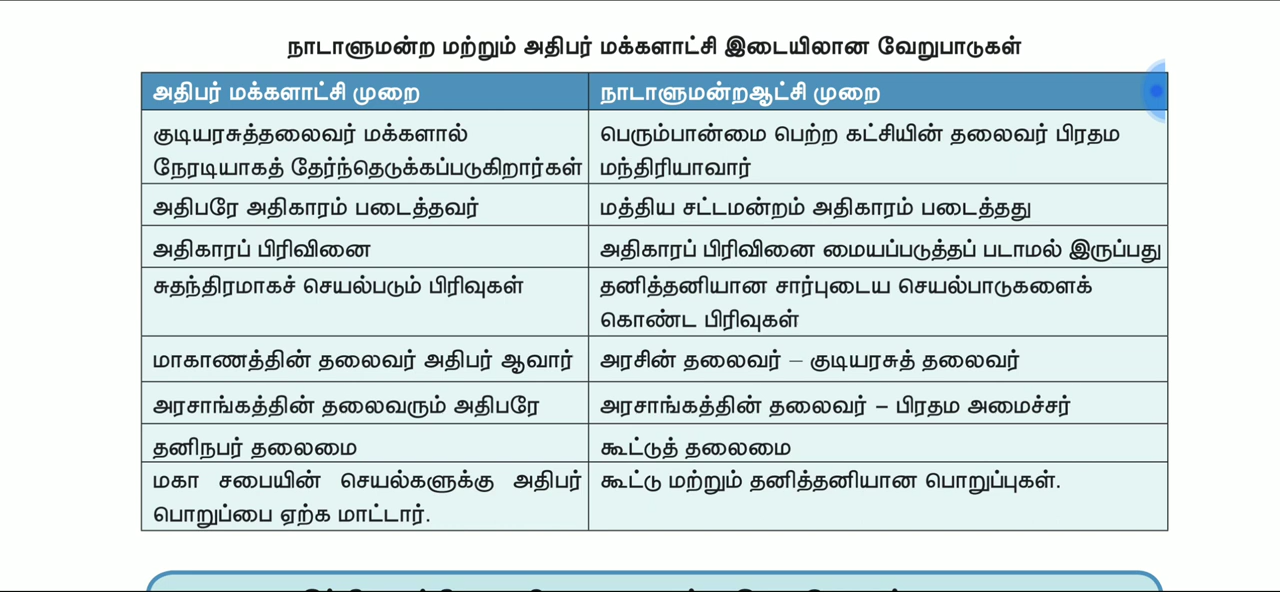 நாடாளுமன்ற மற்றும் அதிபர் மக்களாட்சி இடையிலான வேறுபாடுகள்
அதிபர் மக்களாட்சி முறை
நாடாளுமன்றஆட்சி முறை
குடியரசுத்தலைவர் மக்களால்
நேரடியாகத் தேர்ந்தெடுக்கப்படுகிறார்கள்
பெரும்பான்மை பெற்ற கட்சியின் தலைவர் பிரதம
மந்திரியாவார்
அதிபரே அதிகாரம் படைத்தவர்
மத்திய சட்டமன்றம் அதிகாரம் படைத்தது
அதிகாரப் பிரிவினை
அதிகாரப் பிரிவினை மையப்படுத்தப் படாமல் இருப்பது
சுதந்திரமாகச் செயல்படும் பிரிவுகள்
தனித்தனியான சார்புடைய செயல்பாடுகளைக்
கொண்ட பிரிவுகள்
மாகாணத்தின் தலைவர் அதிபர் ஆவார்
அரசின் தலைவர் – குடியரசுத் தலைவர்
அரசாங்கத்தின் தலைவரும் அதிபரே
அரசாங்கத்தின் தலைவர் – பிரதம அமைச்சர்
தனிநபர் தலைமை
கூட்டுத் தலைமை
மகா சபையின் செயல்களுக்கு அதிபர்
பொறுப்பை ஏற்க மாட்டார்.
கூட்டு மற்றும் தனித்தனியான பொறுப்புகள்.